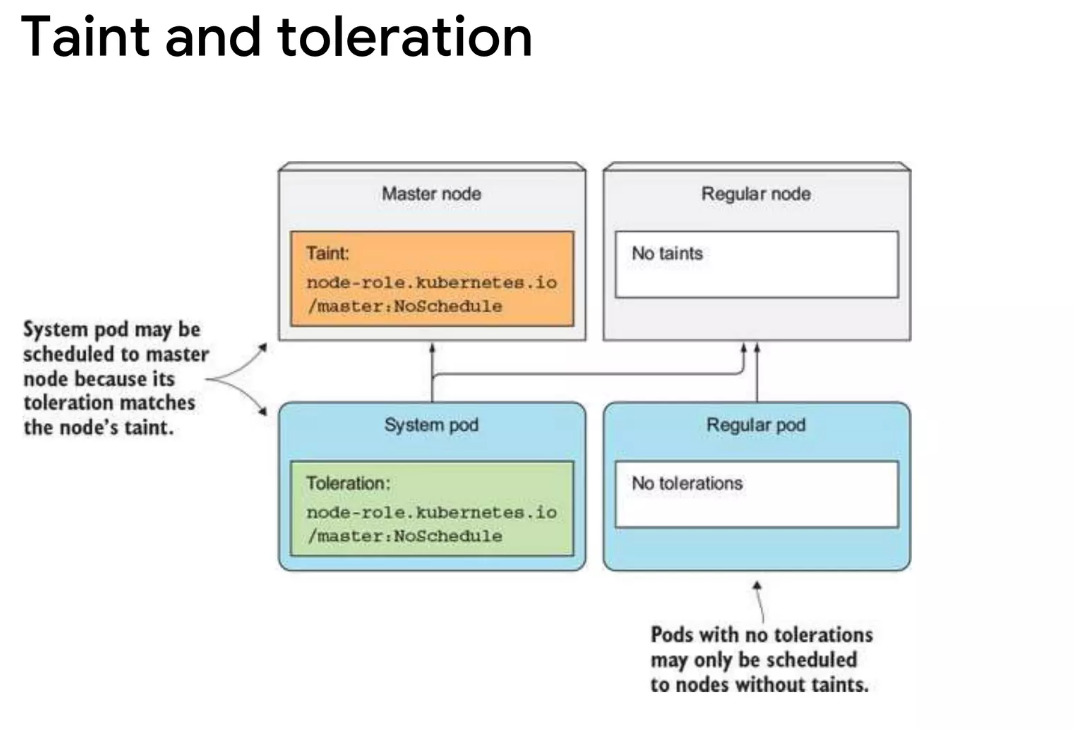 Taint and toleration
Master node
Taint:
node-role.kubernetes.io
/master:NoSchedule
Regular node
No taints
System pod may be
scheduled to master
node because its
toleration matches
the node's taint.
System pod
Toleration:
node-role.kubernetes.io
/master:NoSchedule
Regular pod
No tolerations
Pods with no tolerations
may only be scheduled
to nodes without taints.